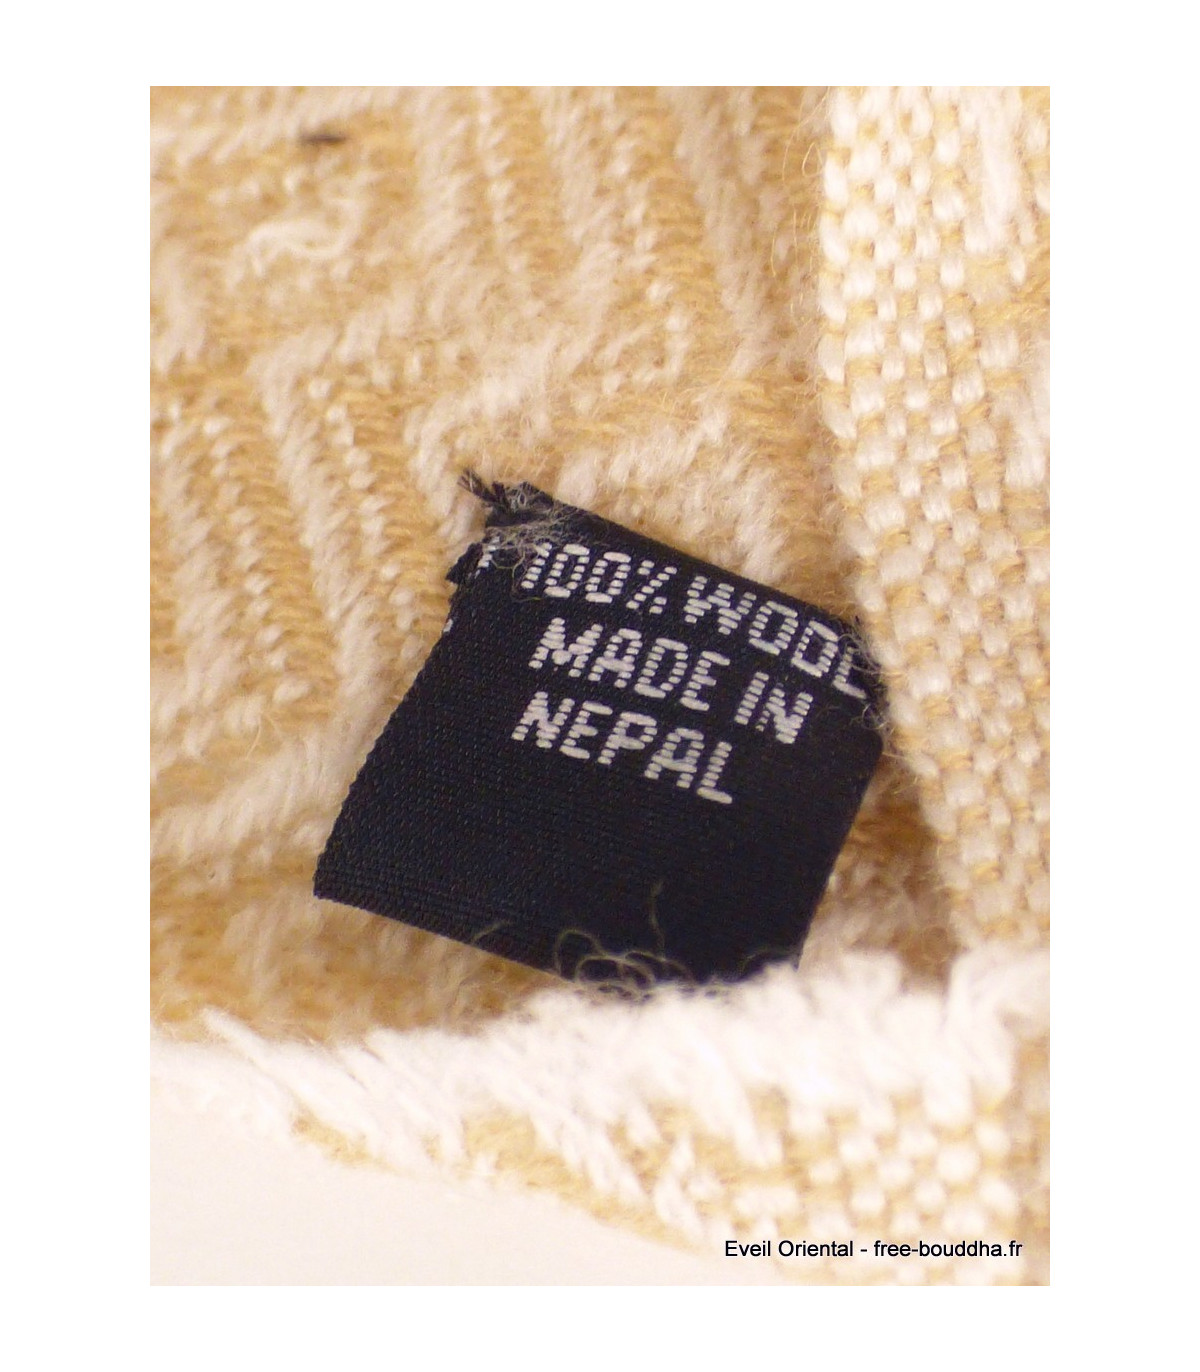 100% WOOL
MADE IN
NEPAL
Eveil Oriental - free-bouddha.fr